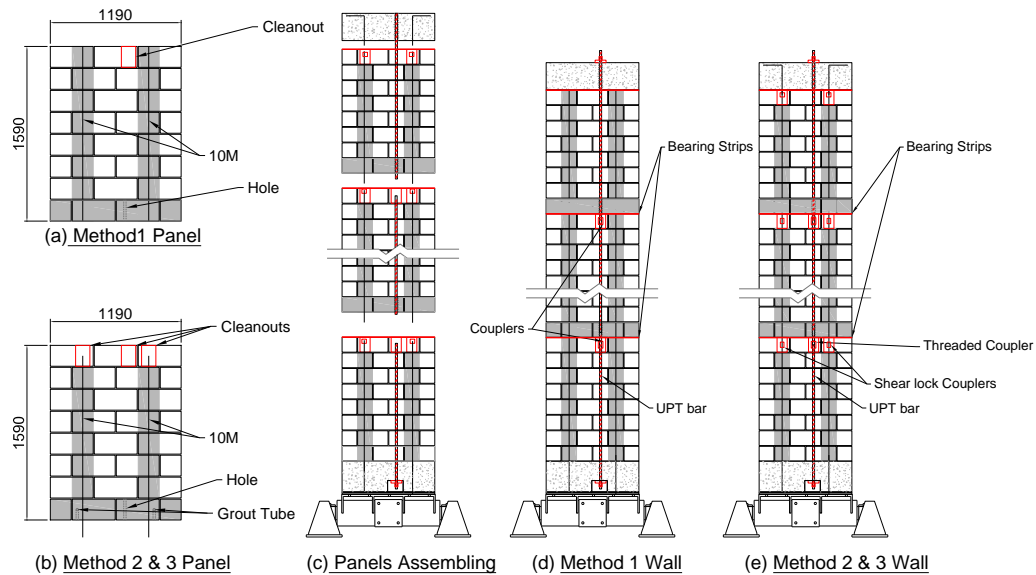 1190
Cleanout
1590
10M
Hole
(a) Method1 Panel
1190
Cleanouts
1590
10M
Hole
Grout Tube
(b) Method 2 & 3 Panel
(c) Panels Assembling
Bearing Strips
Couplers
UPT bar
(d) Method 1 Wall
Bearing Strips
Threaded Coupler
Shear lock Couplers
UPT bar
(e) Method 2 & 3 Wall